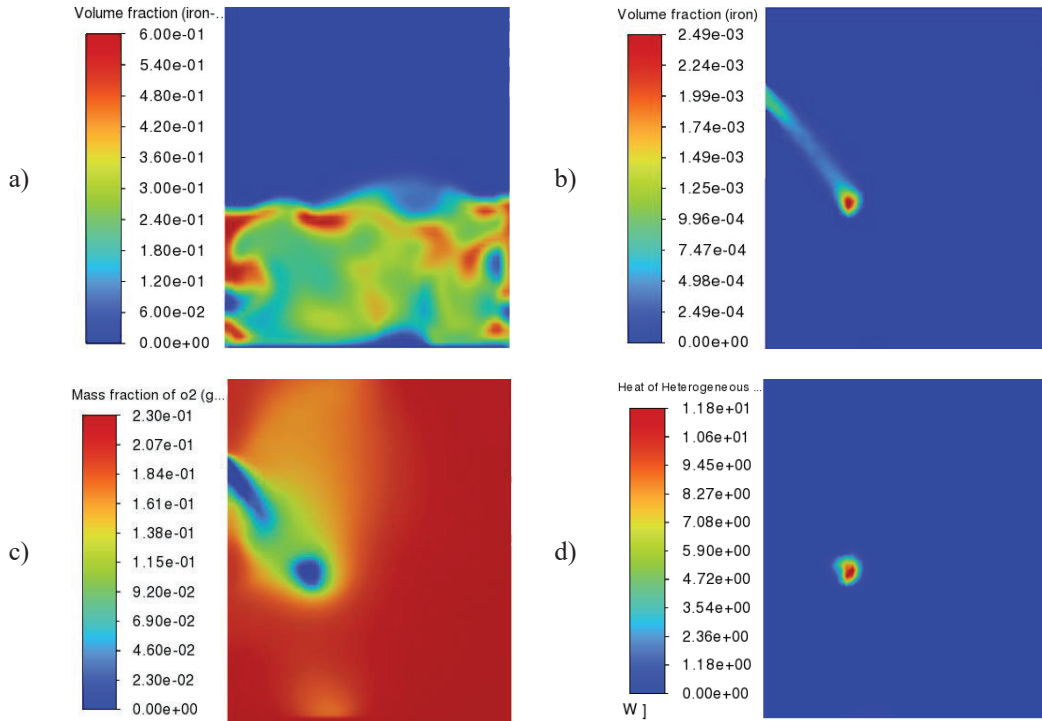 Volume fraction (iron-...
6.00e-01
5.40e-01
4.80e-01
4.20e-01
3.60e-01
3.00e-01
2.40e-01
1.80e-01
1.20e-01
6.00e-02
0.00e+00
a)
Volume fraction (iron)
2.49e-03
2.24e-03
1.99e-03
1.74e-03
1.49e-03
1.25e-03
9.96e-04
7.47e-04
4.98e-04
2.49e-04
0.00e+00
b)
Mass fraction of o2 (g...
2.30e-01
2.07e-01
1.84e-01
1.61e-01
1.38e-01
1.15e-01
9.20e-02
6.90e-02
4.60e-02
2.30e-02
0.00e+00
c)
Heat of Heterogeneous ...
1.18e+01
1.06e+01
9.45e+00
8.27e+00
7.08e+00
5.90e+00
4.72e+00
3.54e+00
2.36e+00
1.18e+00
0.00e+00
W ]
d)